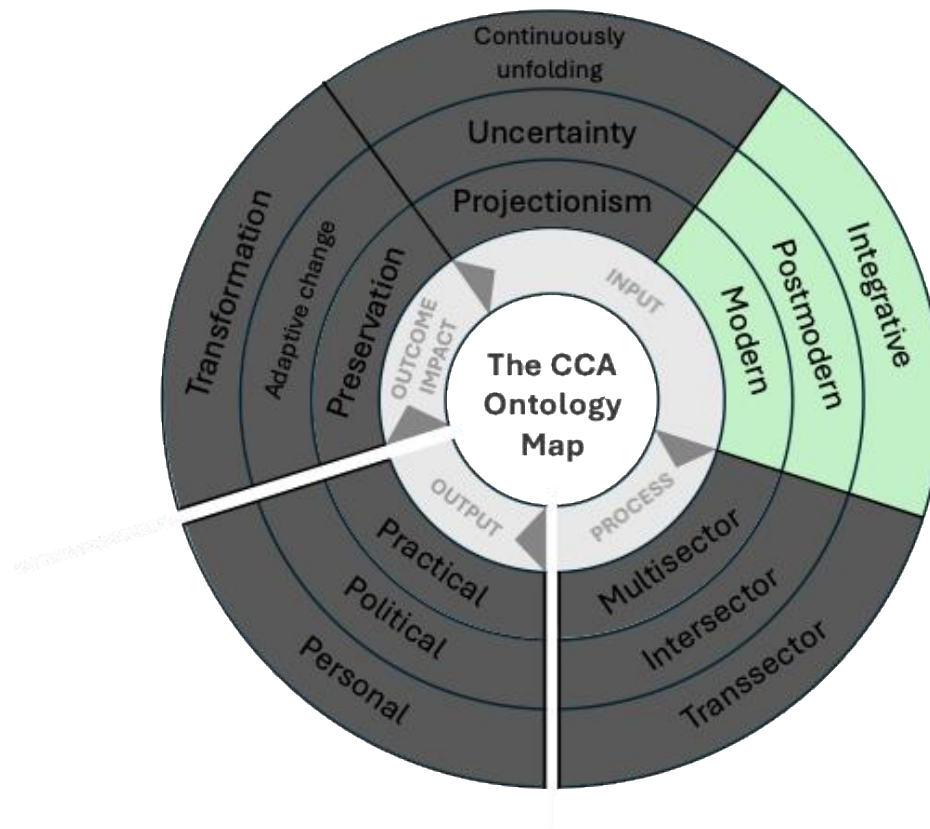 Continuously
unfolding
Uncertainty
Projectionism
Transformation
Adaptive change
Preservation
Integrative
Postmodern
Modern
INPUT
OUTCOME
IMPACT
The CCA
Ontology
Map
OUTPUT
PROCESS
Practical
Political
Personal
Multisector
Intersector
Transsector